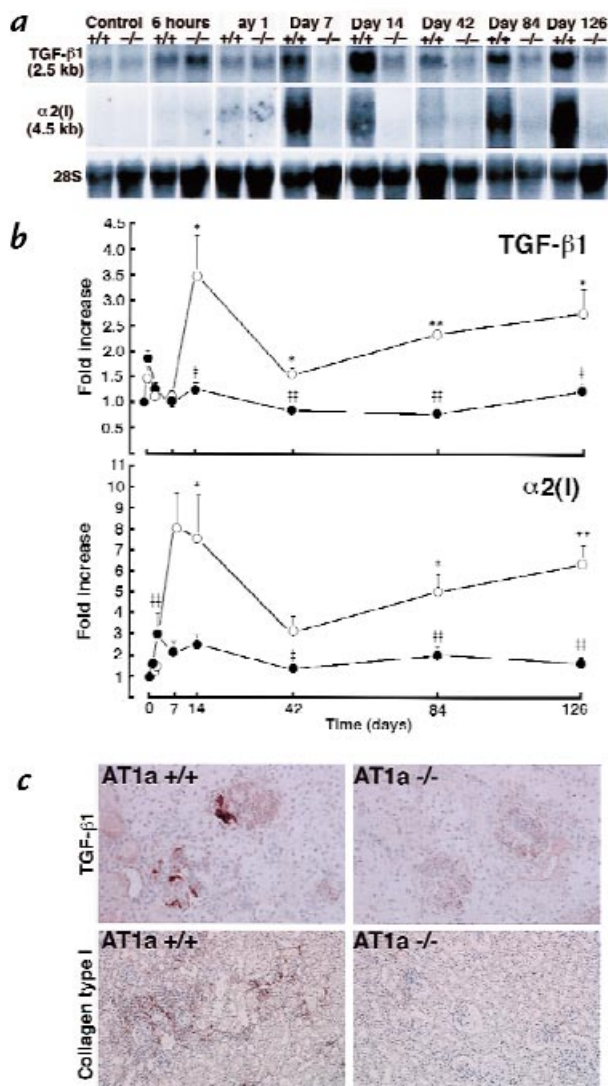 a
Control 6 hours ay 1 Day 7 Day 14 Day 42 Day 84 Day 126
+/+ −/− +/+ −/− +/+ −/− +/+ −/− +/+ −/− +/+ −/− +/+ −/− +/+ −/−
TGF-β1
(2.5 kb)
α2(I)
(4.5 kb)
28S
b
TGF-β1
Fold increase
4.5
4.0
3.5
3.0
2.5
2.0
1.5
1.0
0.5
* * ** *
‡ ‡‡ ‡‡ ‡
α2(I)
Fold increase
11
10
9
8
7
6
5
4
3
2
1
‡‡ * * **
‡ ‡‡ ‡‡
0 7 14 42 84 126
Time (days)
c
AT1a +/+ AT1a −/−
TGF-β1
AT1a +/+ AT1a −/−
Collagen type I